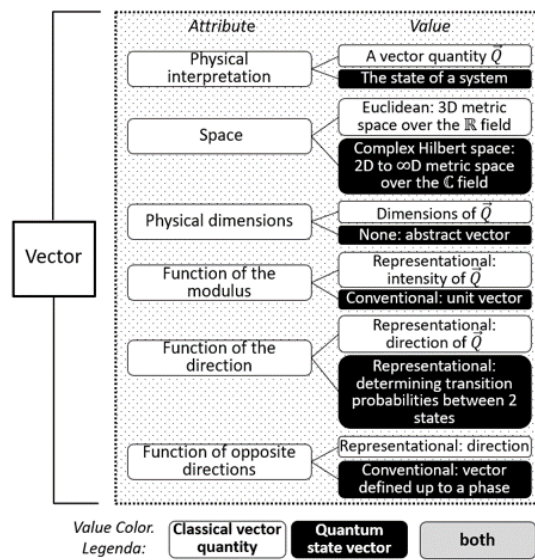 Attribute Value
Physical
interpretation
A vector quantity \vec{Q}
The state of a system
Space
Euclidean: 3D metric
space over the ℝ field
Complex Hilbert space:
2D to ∞D metric space
over the ℂ field
Physical dimensions
Dimensions of \vec{Q}
None: abstract vector
Vector
Function of the
modulus
Representational:
intensity of \vec{Q}
Conventional: unit vector
Function of the
direction
Representational:
direction of \vec{Q}
Representational:
determining transition
probabilities between 2
states
Function of opposite
directions
Representational: direction
Conventional: vector
defined up to a phase
Value Color.
Legenda:
Classical vector
quantity
Quantum
state vector
both